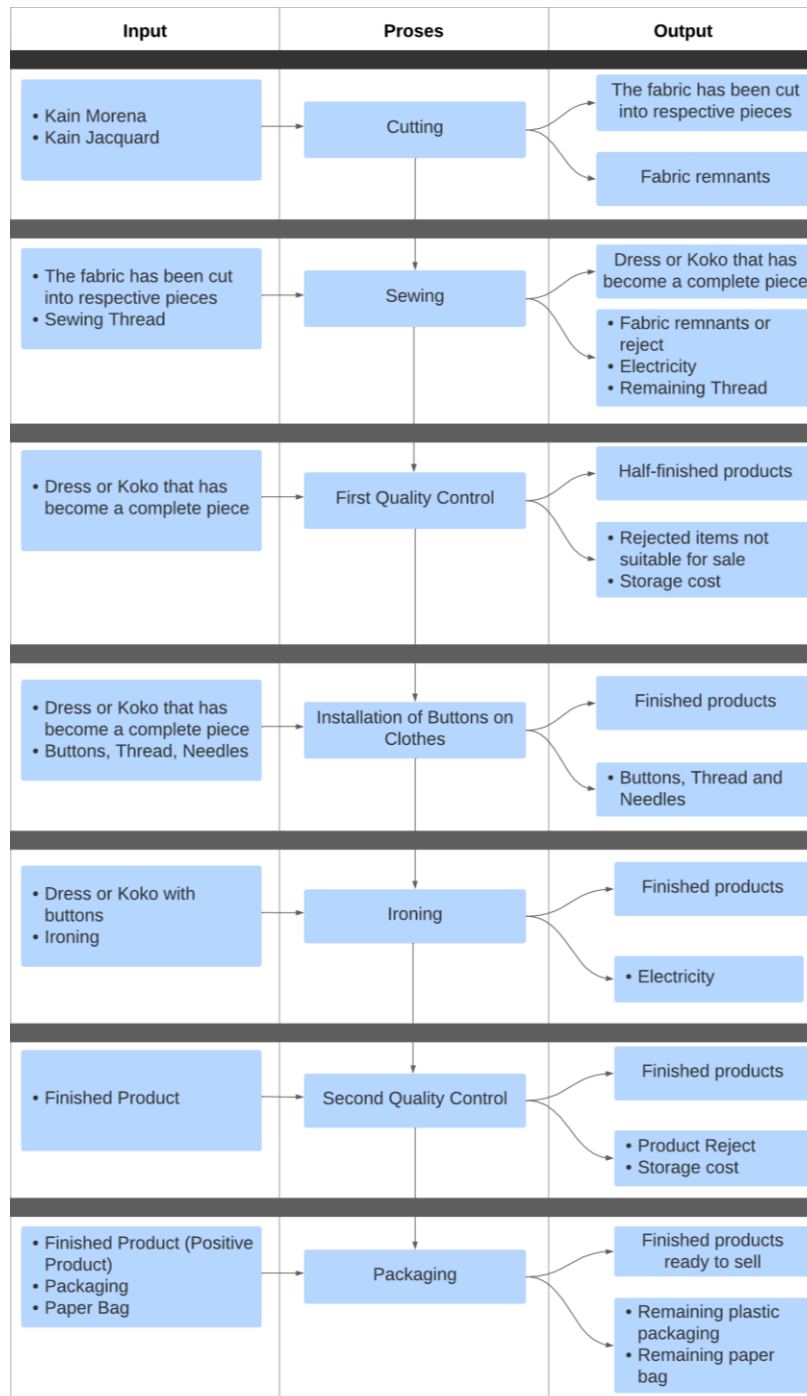 Input
Proses
Output
• Kain Morena
• Kain Jacquard
Cutting
The fabric has been cut
into respective pieces
Fabric remnants
• The fabric has been cut
into respective pieces
• Sewing Thread
Sewing
Dress or Koko that has
become a complete piece
• Fabric remnants or
reject
• Electricity
• Remaining Thread
• Dress or Koko that has
become a complete piece
First Quality Control
Half-finished products
• Rejected items not
suitable for sale
• Storage cost
• Dress or Koko that has
become a complete piece
• Buttons, Thread, Needles
Installation of Buttons on
Clothes
Finished products
• Buttons, Thread and
Needles
• Dress or Koko with
buttons
• Ironing
Ironing
Finished products
• Electricity
• Finished Product
Second Quality Control
Finished products
• Product Reject
• Storage cost
• Finished Product (Positive
Product)
• Packaging
• Paper Bag
Packaging
Finished products
ready to sell
• Remaining plastic
packaging
• Remaining paper
bag